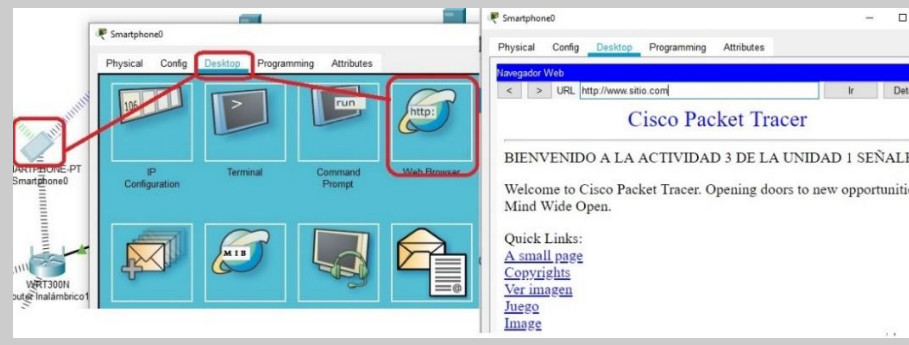 Smartphone0
Physical Config Desktop Programming Attributes
106
>
run
http:
IP Configuration
Terminal
Command Prompt
Web Browser
MIB
SMARTPHONE-PT
Smartphone0
WRT300N
Inalámbrico1
Smartphone0
Physical Config Desktop Programming Attributes
Navegador Web
< > URL http://www.sitio.com Ir
Cisco Packet Tracer
BIENVENIDO A LA ACTIVIDAD 3 DE LA UNIDAD 1
Welcome to Cisco Packet Tracer. Opening doors to new
Mind Wide Open.
Quick Links:
A small page
Copyrights
Ver imagen
Juego
Image